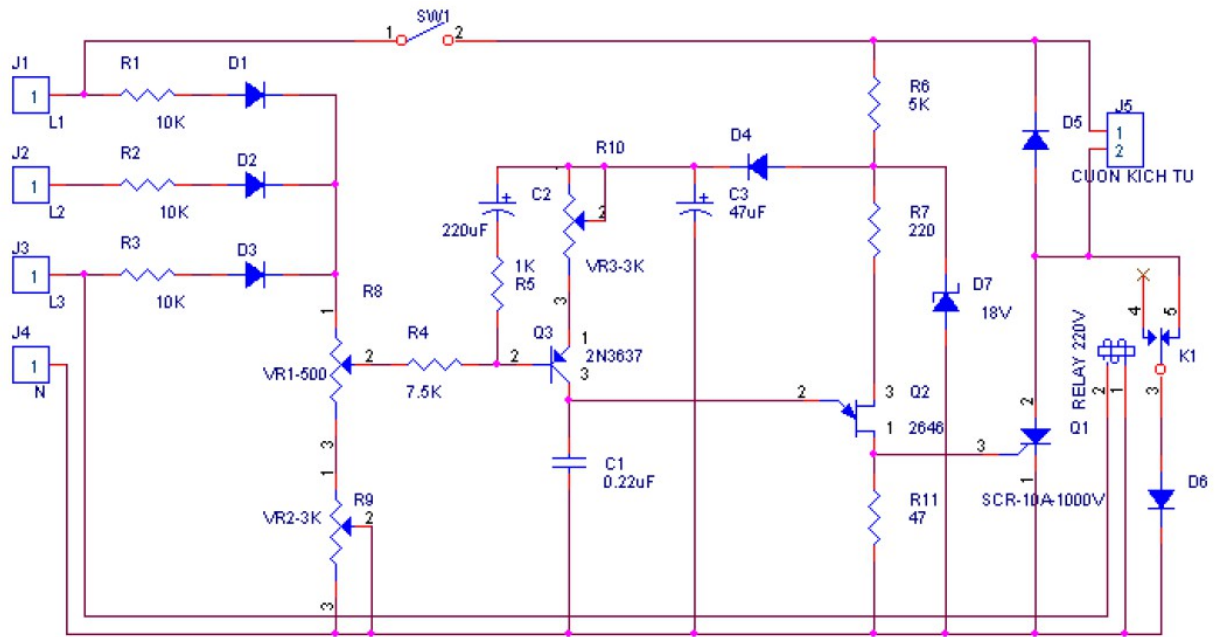 SW1
1
2
J1
R1
D1
1
L1
10K
R6
5K
J5
D5
1
2
CUON KICH TU
J2
R2
D2
1
L2
10K
R10
D4
C2
2
C3
47uF
220uF
R7
220
J3
R3
D3
1
L3
10K
1K
R5
VR3-3K
D7
18V
R8
1
3
4
5
J4
R4
Q3
1
2N3637
1
N
VR1-500
2
7.5K
2
3
RELAY 220V
K1
2
1
3
2
3
Q2
1
2646
2
Q1
3
3
1
C1
0.22uF
1
R9
VR2-3K
2
R11
47
SCR-10A-1000V
D6
3